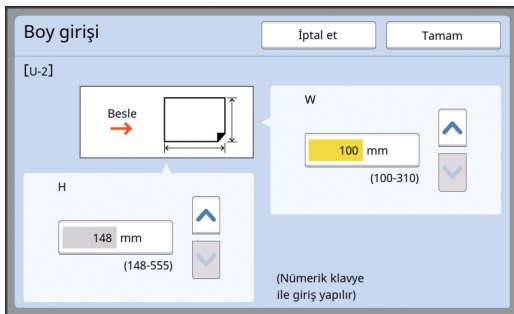 Boy girişi
İptal et
Tamam
[U-2]
Besle
W
100 mm
(100-310)
H
148 mm
(148-555)
(Nümerik klavye
ile giriş yapılır)